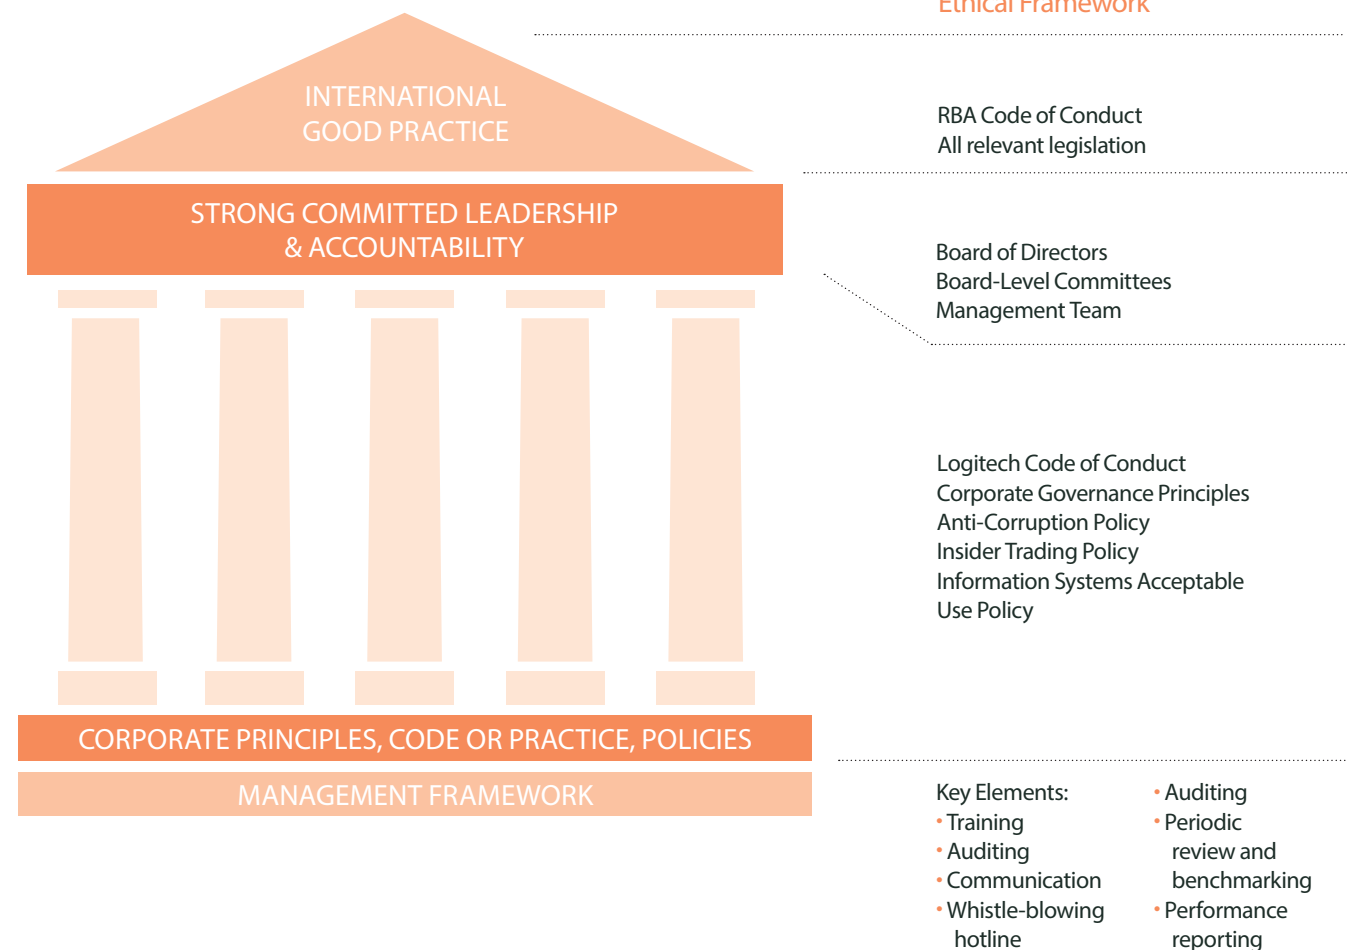 Ethical Framework
INTERNATIONAL
GOOD PRACTICE
RBA Code of Conduct
All relevant legislation
STRONG COMMITTED LEADERSHIP
& ACCOUNTABILITY
Board of Directors
Board-Level Committees
Management Team
Logitech Code of Conduct
Corporate Governance Principles
Anti-Corruption Policy
Insider Trading Policy
Information Systems Acceptable
Use Policy
CORPORATE PRINCIPLES, CODE OR PRACTICE, POLICIES
MANAGEMENT FRAMEWORK
Key Elements:
• Training
• Auditing
• Communication
• Whistle-blowing
hotline
• Auditing
• Periodic
review and
benchmarking
• Performance
reporting